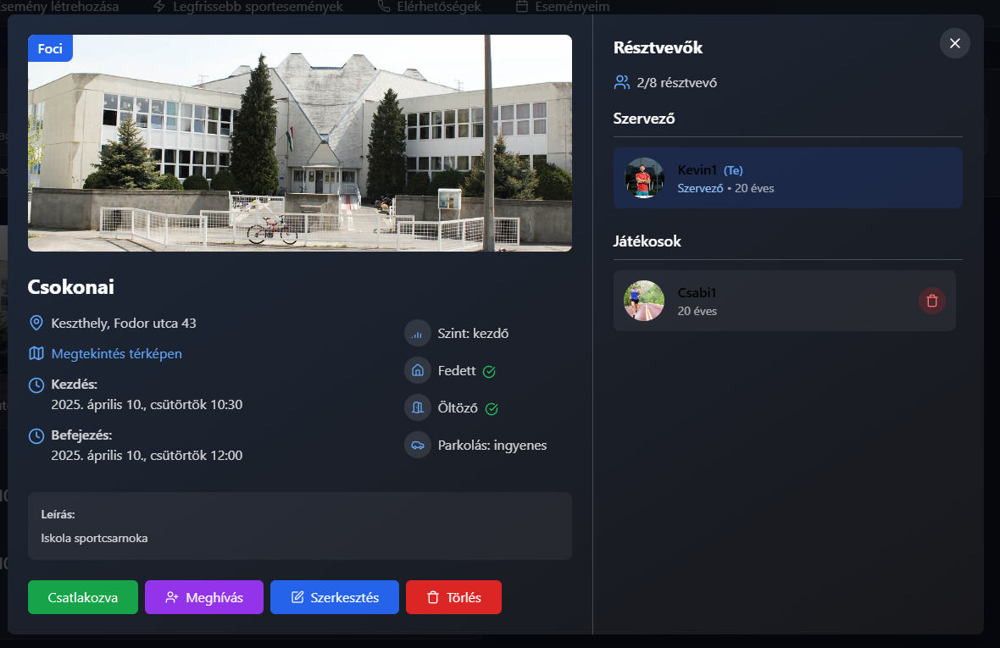 esemény létrehozása
Legfrissebb sportesemények
Elérhetőségek
Eseményeim
Foci
Csokonai
Keszthely, Fodor utca 43
Megtekintés térképen
Kezdés:
2025. április 10., csütörtök 10:30
Befejezés:
2025. április 10., csütörtök 12:00
Szint: kezdő
Fedett
Öltöző
Parkolás: ingyenes
Leírás:
Iskola sportcsarnoka
Csatlakozva
Meghívás
Szerkesztés
Törlés
Résztvevők
2/8 résztvevő
Szervező
Kevin1 (Te)
Szervező • 20 éves
Játékosok
Csabi1
20 éves